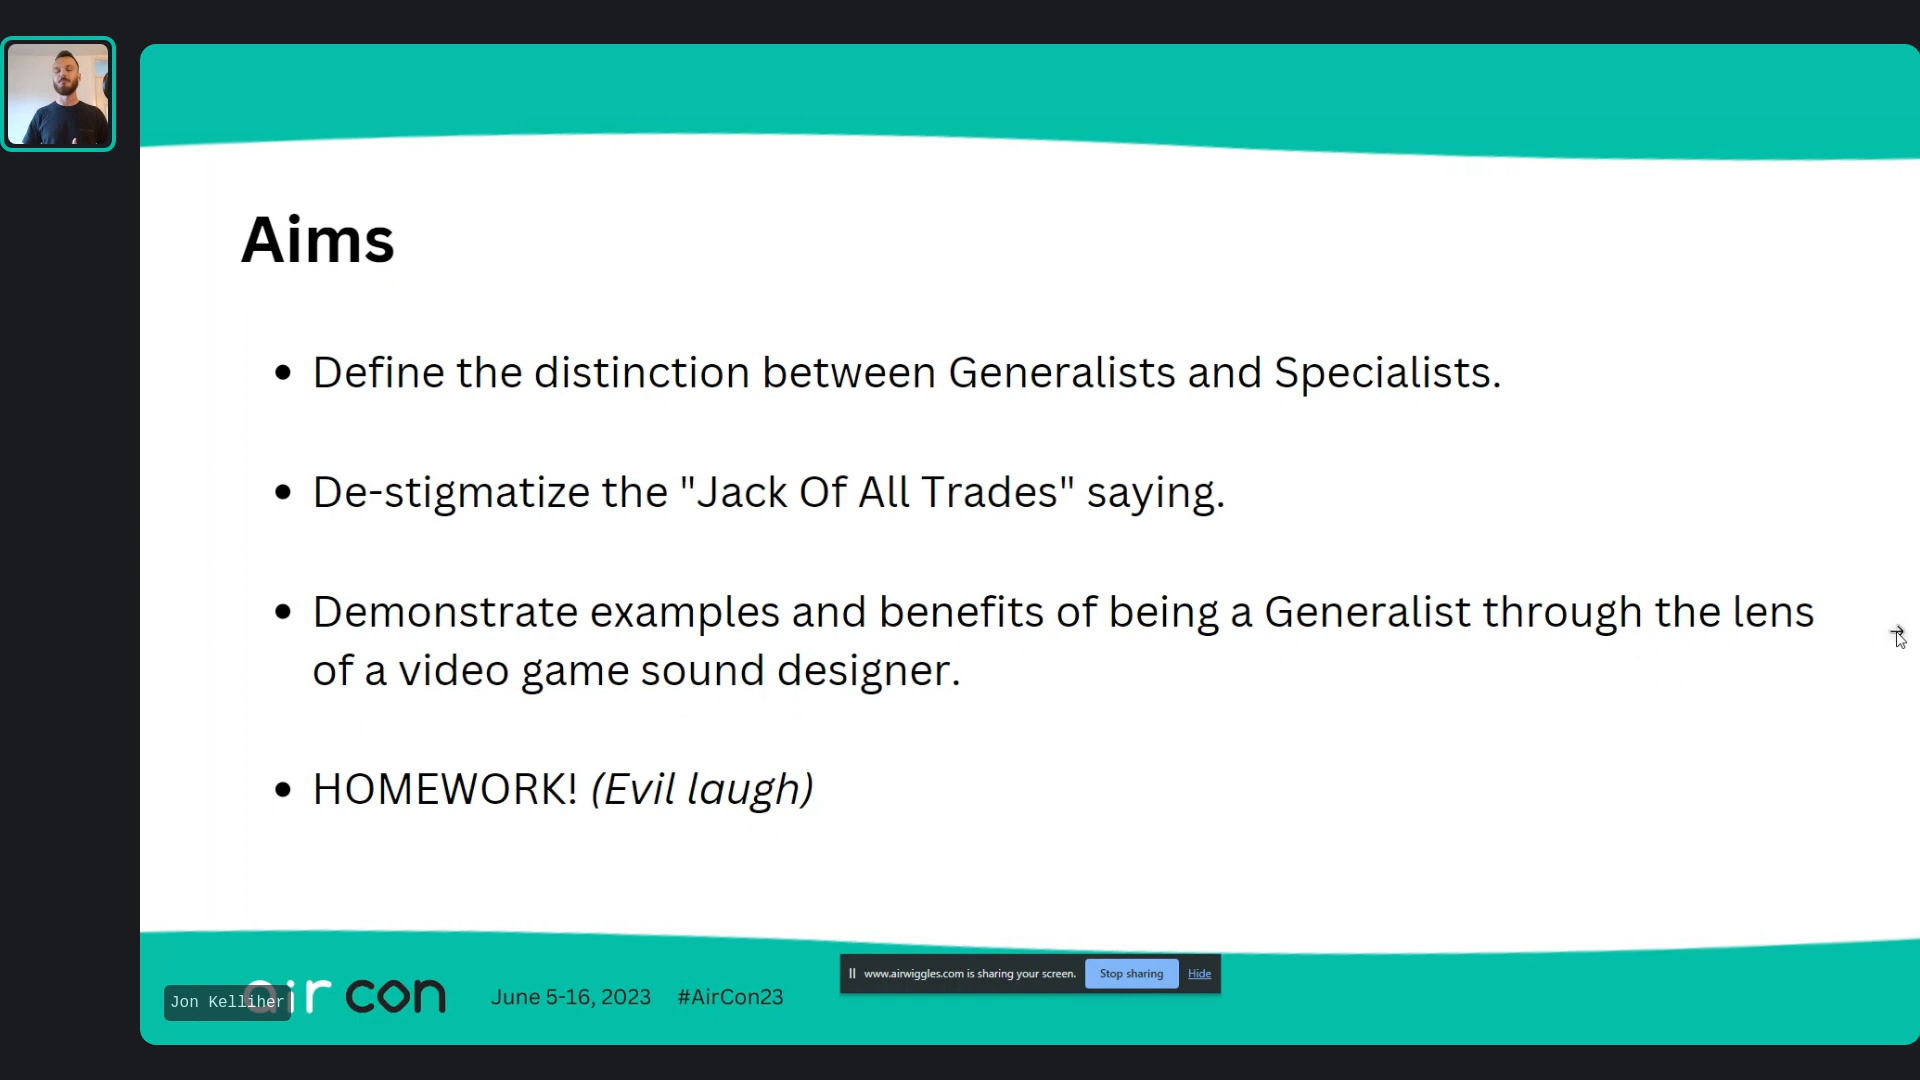 Aims
• Define the distinction between Generalists and Specialists.
• De-stigmatize the "Jack Of All Trades" saying.
• Demonstrate examples and benefits of being a Generalist through the lens
of a video game sound designer.
• HOMEWORK! (Evil laugh)
www.airwiggles.com is sharing your screen. Stop sharing Hide
Jon Kelliher
air con June 5-16, 2023 #AirCon23